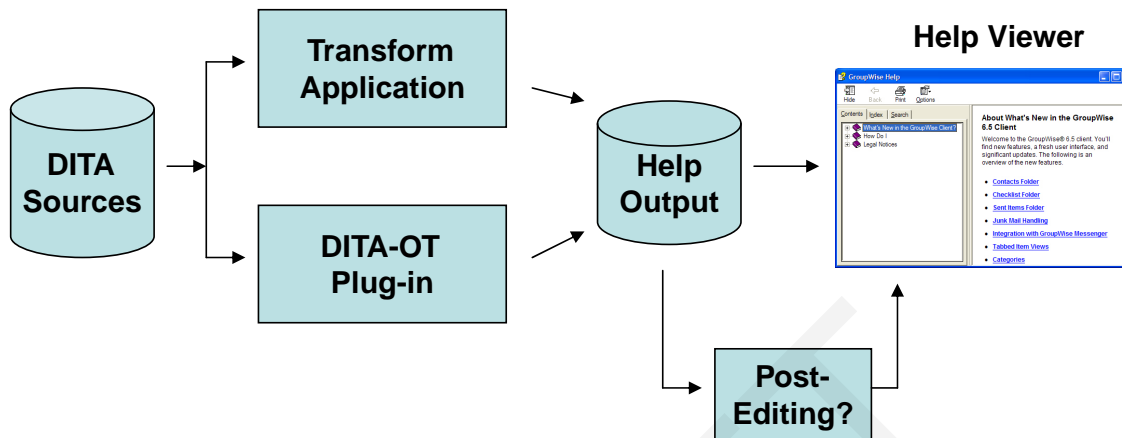 Transform
Application
Help Viewer
DITA
Sources
Help
Output
DITA-OT
Plug-in
Post-
Editing?
GroupWise Help
Hide Back Print Options
Contents Index Search
What's New in the GroupWise Client?
How Do I
Legal Notices
About What's New in the GroupWise
6.5 Client
Welcome to the GroupWise® 6.5 client. You'll
find new features, a fresh user interface, and
significant updates. The following is an
overview of the new features.
• Contacts Folder
• Checklist Folder
• Sent Items Folder
• Junk Mail Handling
• Integration with GroupWise Messenger
• Tabbed Item Views
• Categories